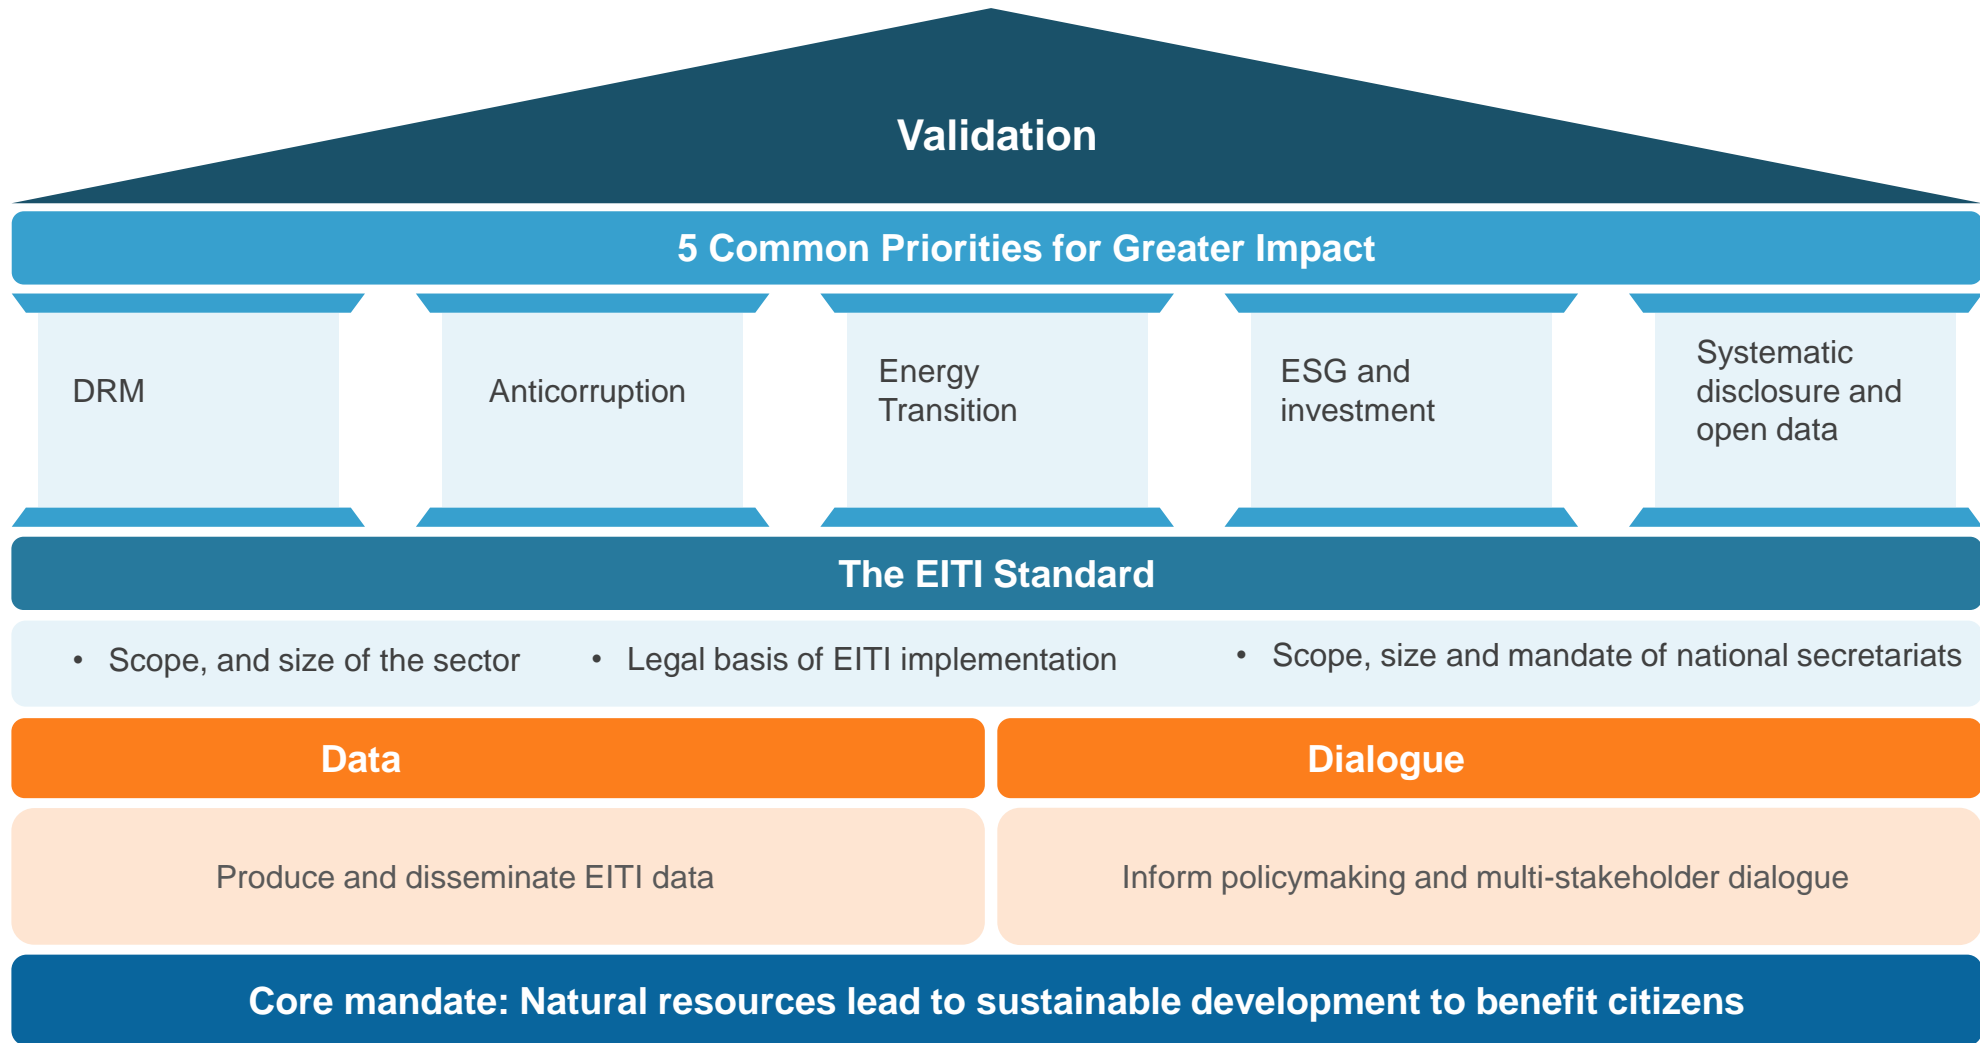 Validation
5 Common Priorities for Greater Impact
DRM
Anticorruption
Energy
Transition
ESG and
investment
Systematic
disclosure and
open data
The EITI Standard
• Scope, and size of the sector
• Legal basis of EITI implementation
• Scope, size and mandate of national secretariats
Data
Dialogue
Produce and disseminate EITI data
Inform policymaking and multi-stakeholder dialogue
Core mandate: Natural resources lead to sustainable development to benefit citizens